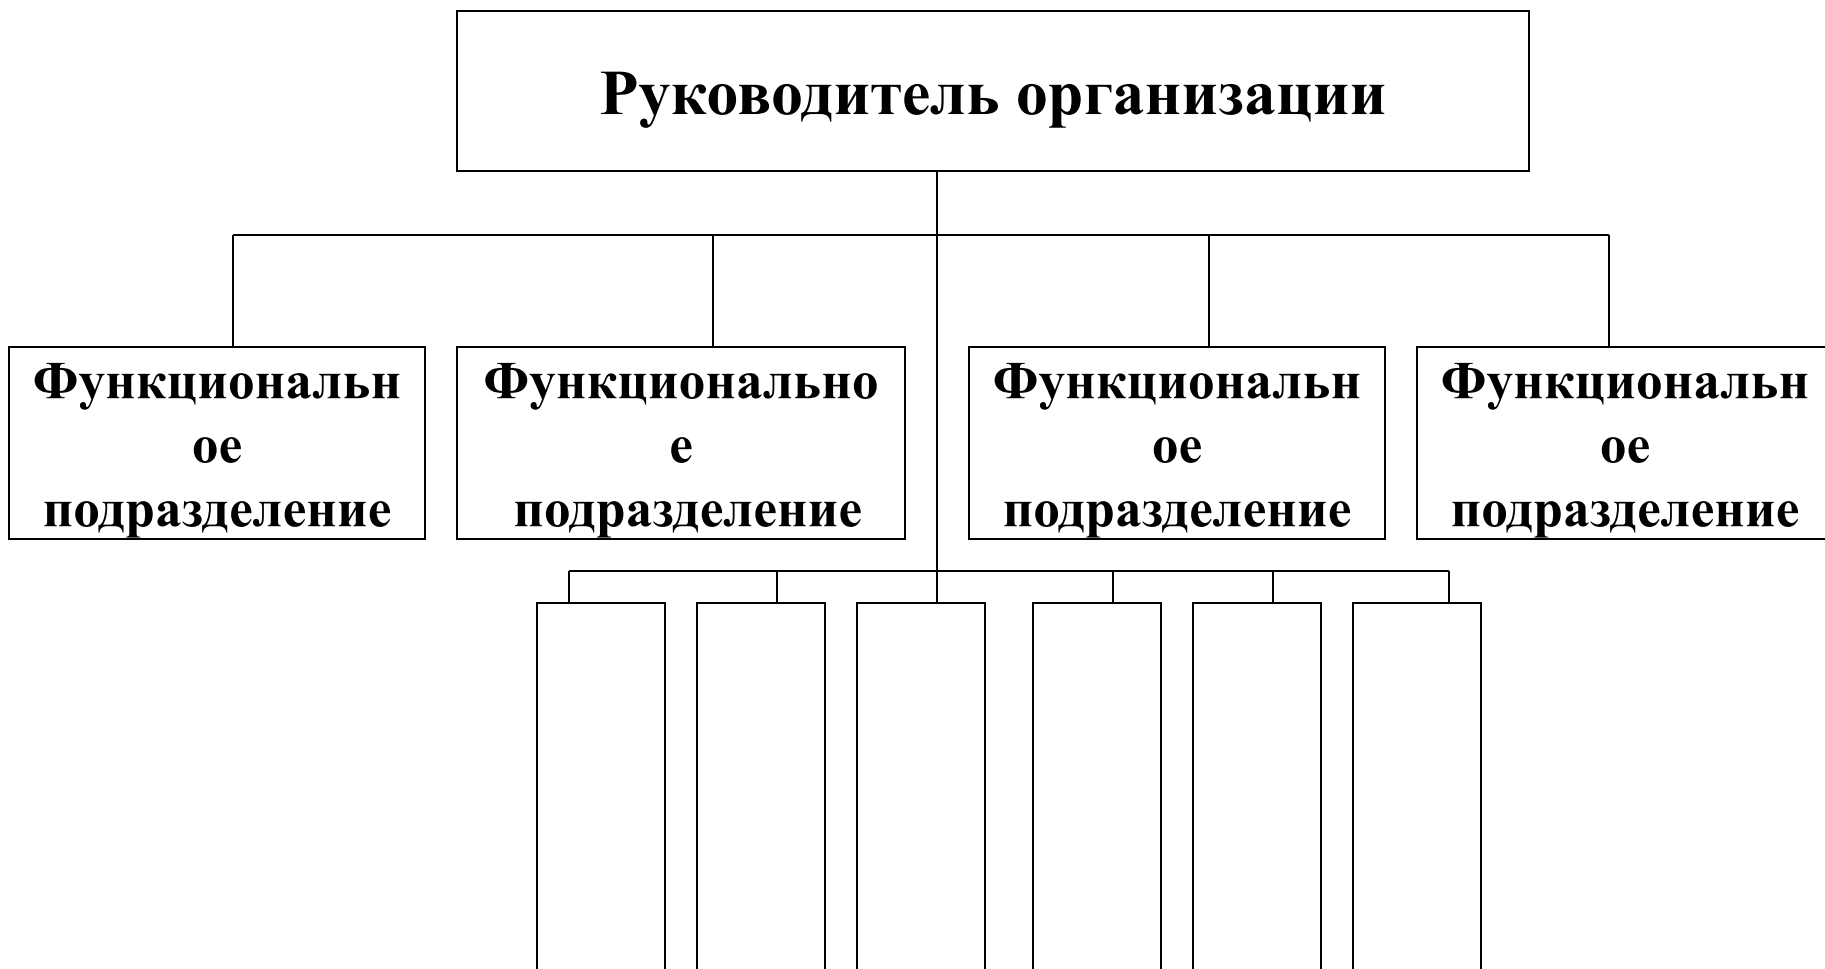 Руководитель организации
Функциональн
ое
подразделение
Функционально
е
подразделение
Функциональн
ое
подразделение
Функциональн
ое
подразделение